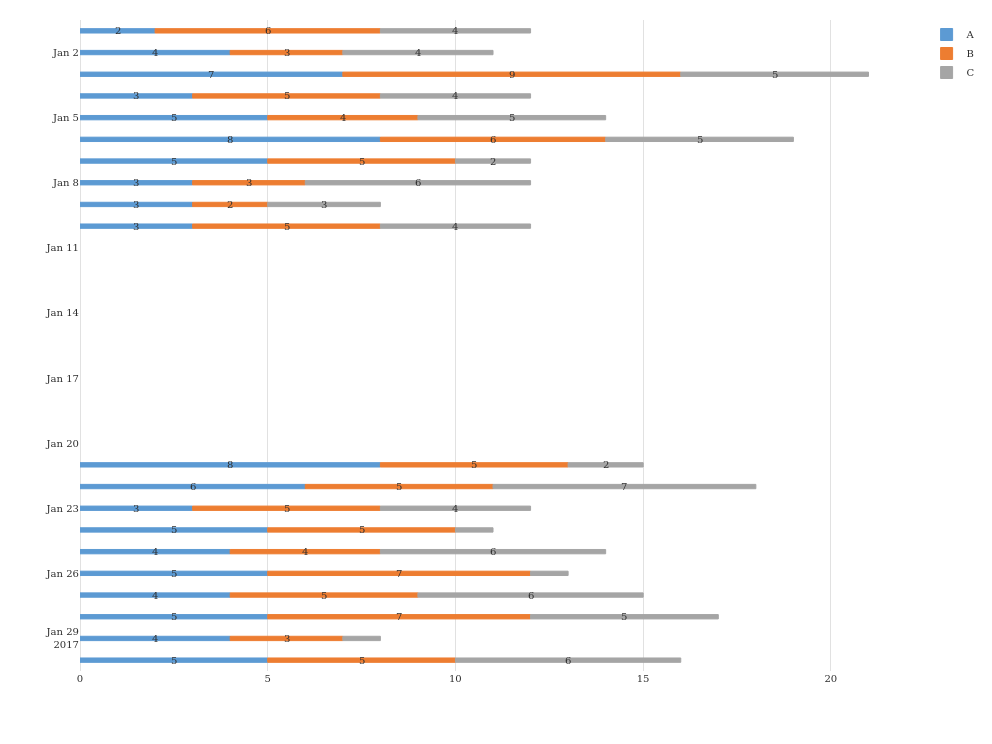 2 6 4
A
Jan 2 4 3 4
B
7 9 5
C
3 5 4
Jan 5 5 4 5
8 6 5
5 5 2
Jan 8 3 3 6
3 2 3
3 5 4
Jan 11
Jan 14
Jan 17
Jan 20
8 5 2
6 5 7
Jan 23 3 5 4
5 5
4 4 6
Jan 26 5 7
4 5 6
5 7 5
Jan 29
2017
4 3
5 5 6
0 5 10 15 20